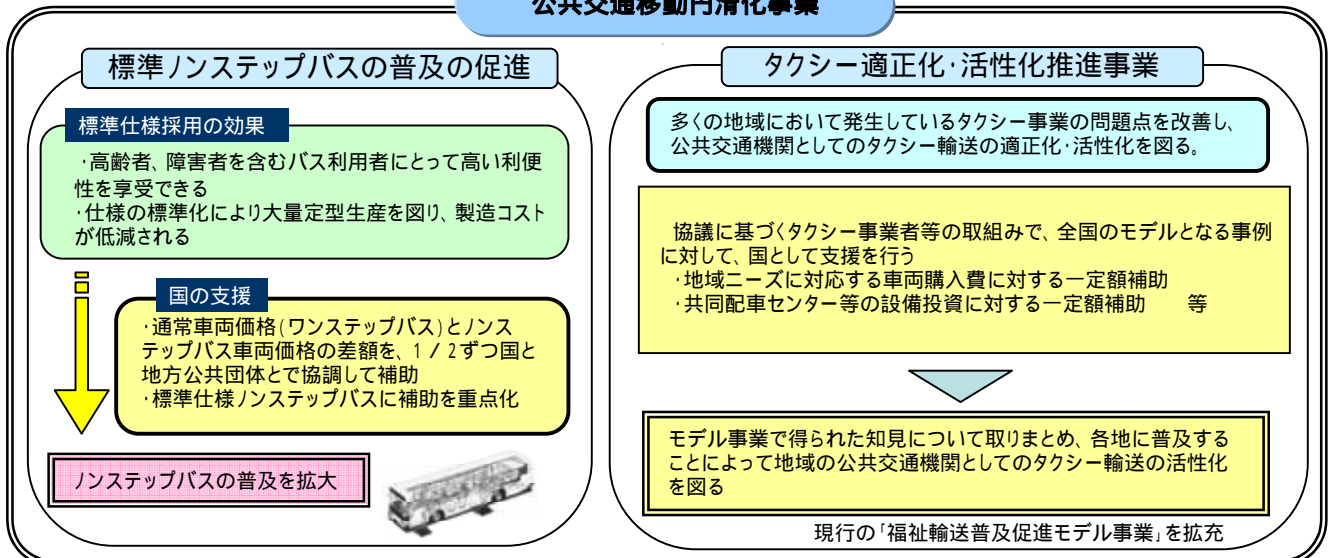 公共交通移動円滑化事業
標準ノンステップバスの普及の促進
標準仕様採用の効果
・高齢者、障害者を含むバス利用者にとって高い利便
性を享受できる
・仕様の標準化により大量定型生産を図り、製造コスト
が低減される
国の支援
・通常車両価格(ワンステップバス)とノンス
テップバス車両価格の差額を、1/2ずつ国と
地方公共団体とで協調して補助
・標準仕様ノンステップバスに補助を重点化
ノンステップバスの普及を拡大
タクシー適正化・活性化推進事業
多くの地域において発生しているタクシー事業の問題点を改善し、
公共交通機関としてのタクシー輸送の適正化・活性化を図る。
協議に基づくタクシー事業者等の取組みで、全国のモデルとなる事例
に対して、国として支援を行う
・地域ニーズに対応する車両購入費に対する一定額補助
・共同配車センター等の設備投資に対する一定額補助 等
モデル事業で得られた知見について取りまとめ、各地に普及する
ことによって地域の公共交通機関としてのタクシー輸送の活性化
を図る
現行の「福祉輸送普及促進モデル事業」を拡充